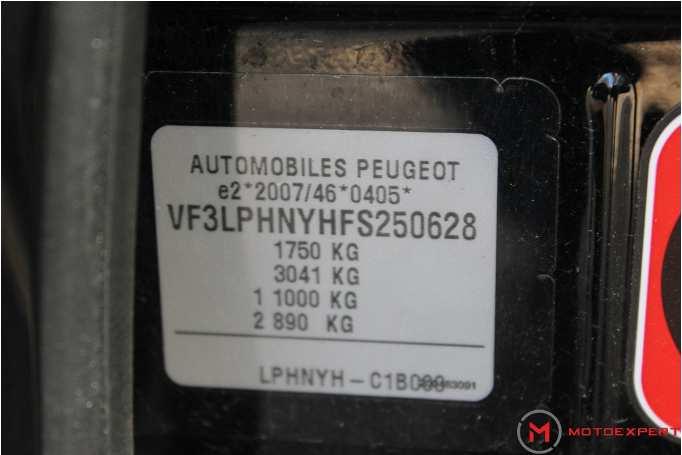 AUTOMOBILES PEUGEOT
e2*2007/46*0405*
VF3LPHNYHFS250628
1750 KG
3041 KG
1 1000 KG
2 890 KG
LPHNYH-C1B000
M MOTOEXPERT